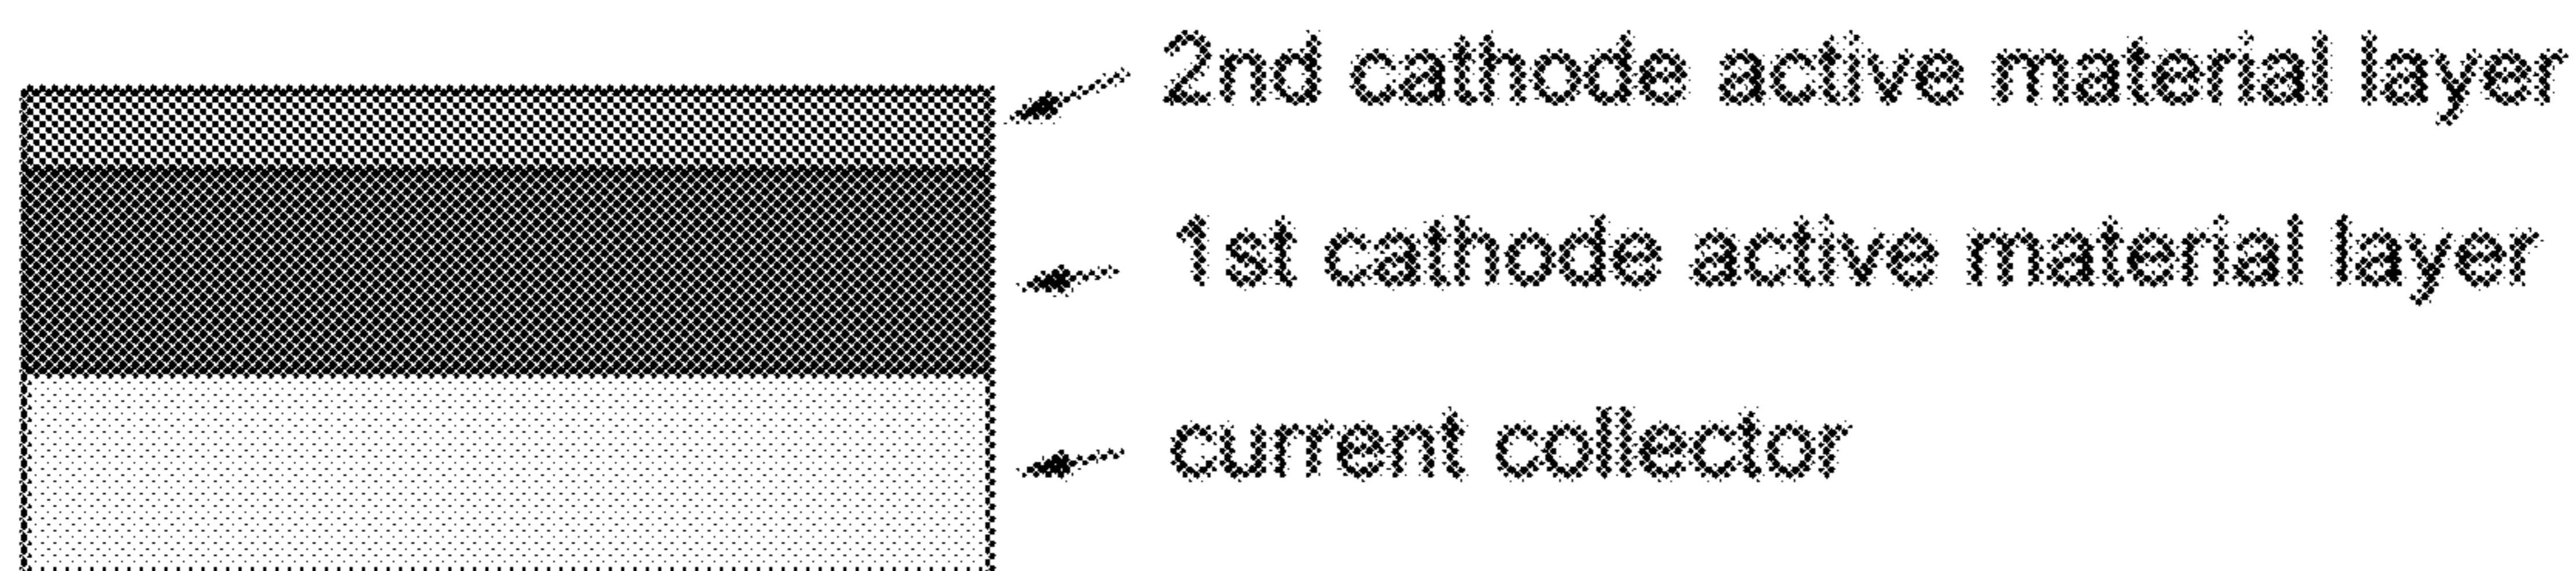 2nd cathode active material layer
1st cathode active material layer
current collector